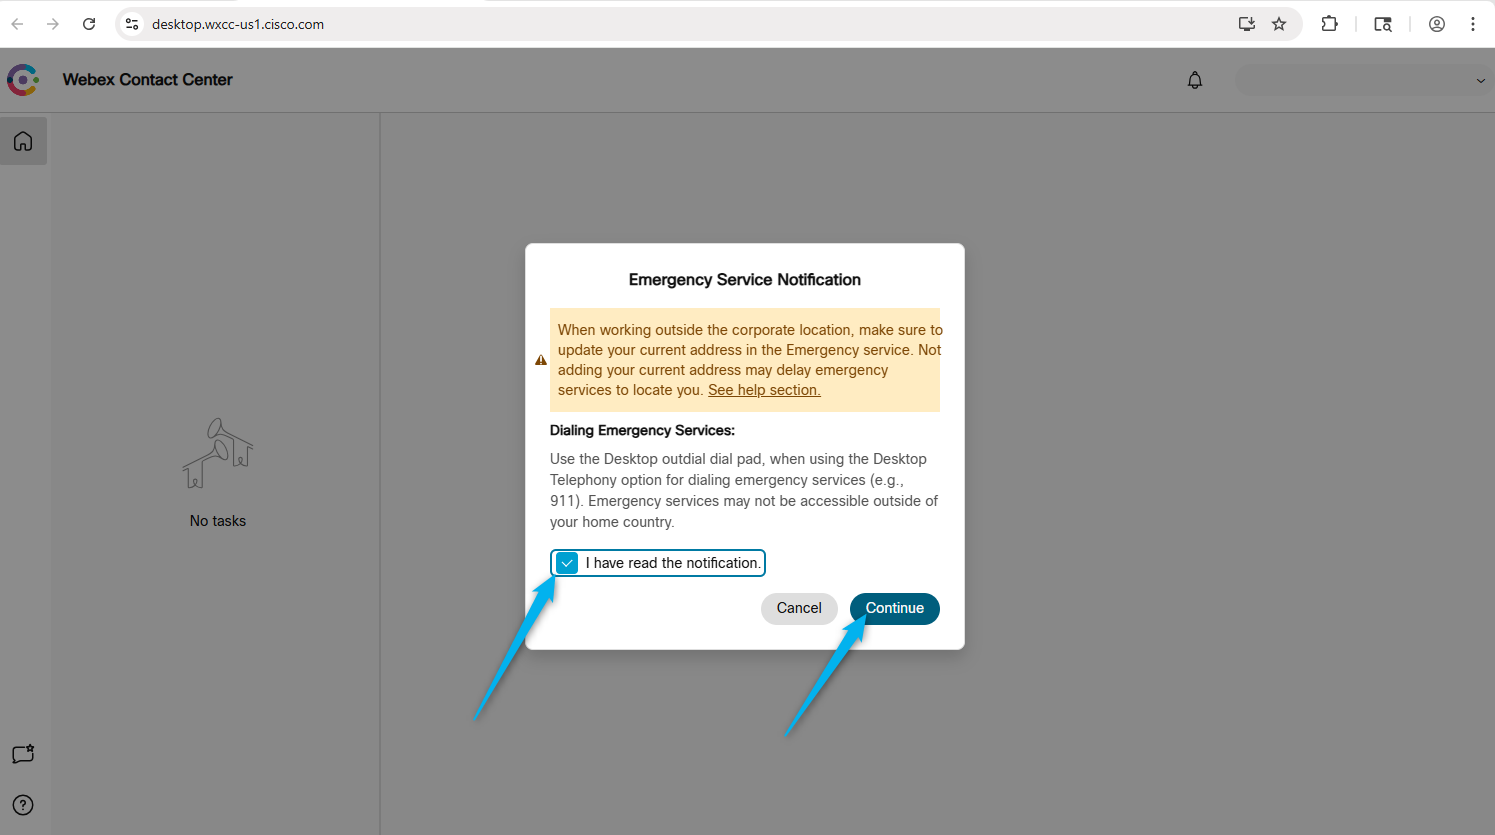 desktop.wxcc-us1.cisco.com
Webex Contact Center
No tasks
Emergency Service Notification
When working outside the corporate location, make sure to
update your current address in the Emergency service. Not
adding your current address may delay emergency
services to locate you. See help section.
Dialing Emergency Services:
Use the Desktop outdial dial pad, when using the Desktop
Telephony option for dialing emergency services (e.g.,
911). Emergency services may not be accessible outside of
your home country.
I have read the notification.
Cancel
Continue